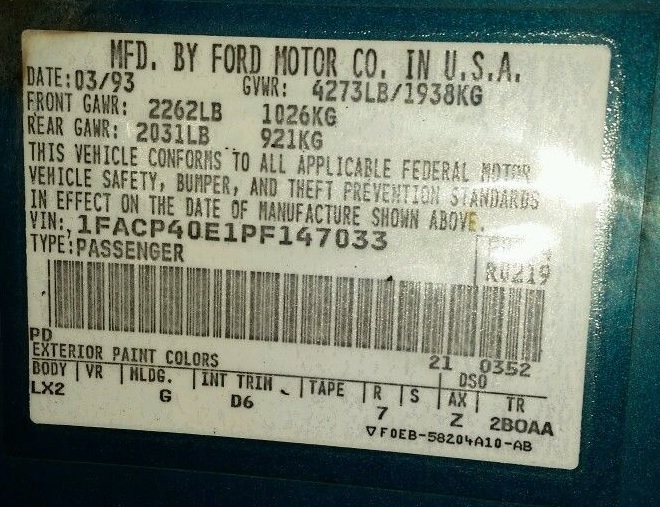 MFD. BY FORD MOTOR CO. IN U.S.A.
DATE:03/93 GVWR: 4273LB/1938KG
FRONT GAWR: 2262LB 1026KG
REAR GAWR: 2031LB 921KG
THIS VEHICLE CONFORMS TO ALL APPLICABLE FEDERAL MOTOR
VEHICLE SAFETY, BUMPER, AND THEFT PREVENTION STANDARDS
IN EFFECT ON THE DATE OF MANUFACTURE SHOWN ABOVE.
VIN: 1FACP40E1PF147033
TYPE:PASSENGER
R0219
PD 21 0352
EXTERIOR PAINT COLORS DSO
BODY VR MLDG. INT TRIM TAPE R S AX TR
LX2 G D6 7 Z 2BOAA
▽F0EB-58204A10-AB